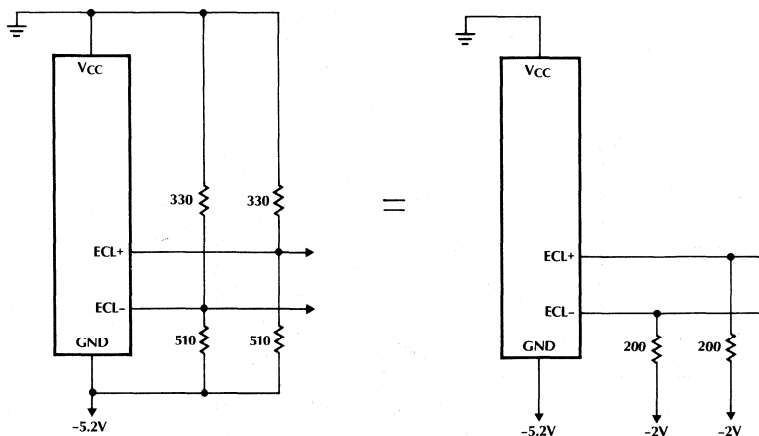 VCC
VCC
330 330
=
ECL+
ECL+
ECL–
ECL–
510 510
GND
GND
200 200
–5.2V
–5.2V
–2V –2V